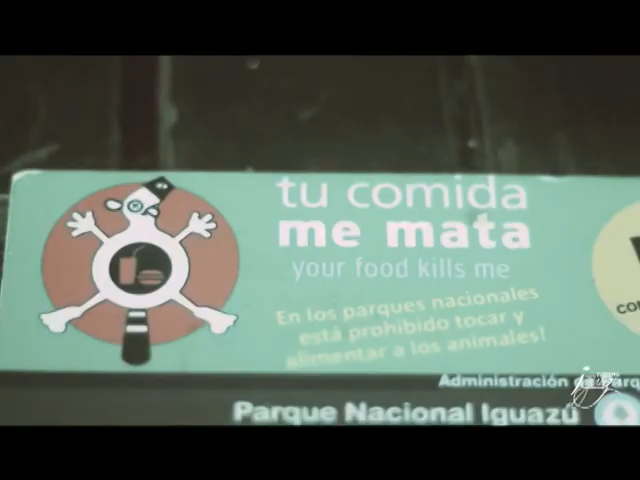 tu comida
me mata
your food kills me
En los parques nacionales
está prohibido tocar y
alimentar a los animales!
Administración
Parque Nacional Iguazú